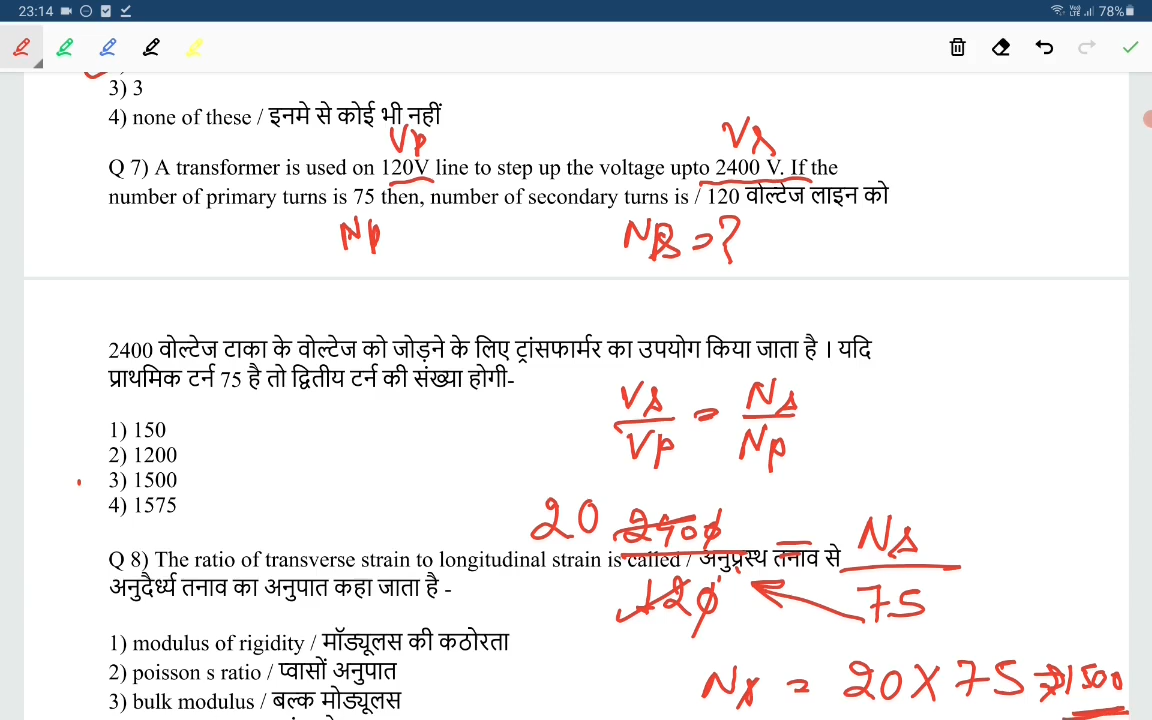 23:14 78%
3) 3
4) none of these / इनमे से कोई भी नहीं
Vp Vs
Q 7) A transformer is used on 120V line to step up the voltage upto 2400 V. If the
number of primary turns is 75 then, number of secondary turns is / 120 वोल्टेज लाइन को
Np Ns = ?
2400 वोल्टेज टाका के वोल्टेज को जोड़ने के लिए ट्रांसफार्मर का उपयोग किया जाता है । यदि
प्राथमिक टर्न 75 है तो द्वितीय टर्न की संख्या होगी-
Vs/Vp = Ns/Np
1) 150
2) 1200
3) 1500
4) 1575
20 2400/120 = Ns/75
Q 8) The ratio of transverse strain to longitudinal strain is called / अनुप्रस्थ तनाव से
अनुदैर्ध्य तनाव का अनुपात कहा जाता है -
1) modulus of rigidity / मॉड्यूलस की कठोरता
2) poisson s ratio / प्वासों अनुपात
Ns = 20 X 75 ⇒ 1500
3) bulk modulus / बल्क मोड्यूलस